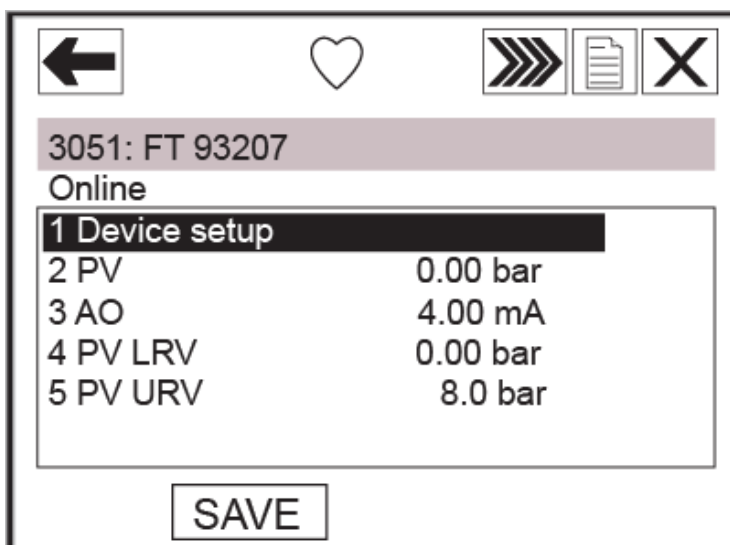 3051: FT 93207
Online
1 Device setup
2 PV 0.00 bar
3 AO 4.00 mA
4 PV LRV 0.00 bar
5 PV URV 8.0 bar
SAVE